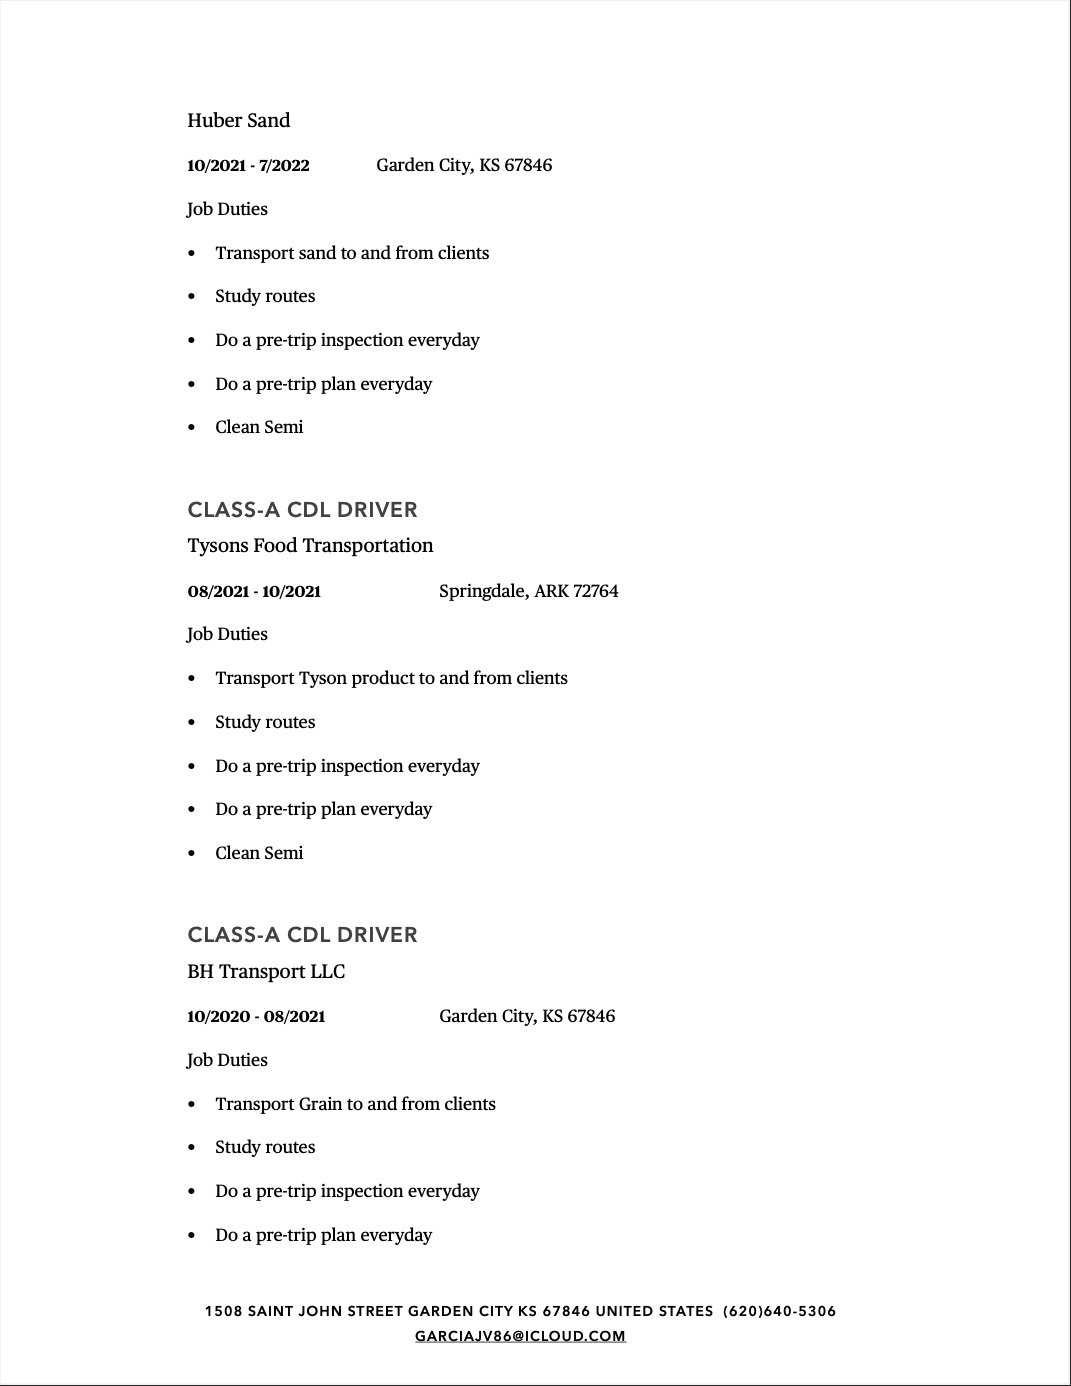 Huber Sand
10/2021 - 7/2022 Garden City, KS 67846
Job Duties
• Transport sand to and from clients
• Study routes
• Do a pre-trip inspection everyday
• Do a pre-trip plan everyday
• Clean Semi
CLASS-A CDL DRIVER
Tysons Food Transportation
08/2021 - 10/2021 Springdale, ARK 72764
Job Duties
• Transport Tyson product to and from clients
• Study routes
• Do a pre-trip inspection everyday
• Do a pre-trip plan everyday
• Clean Semi
CLASS-A CDL DRIVER
BH Transport LLC
10/2020 - 08/2021 Garden City, KS 67846
Job Duties
• Transport Grain to and from clients
• Study routes
• Do a pre-trip inspection everyday
• Do a pre-trip plan everyday
1508 SAINT JOHN STREET GARDEN CITY KS 67846 UNITED STATES (620)640-5306
GARCIAJV86@ICLOUD.COM